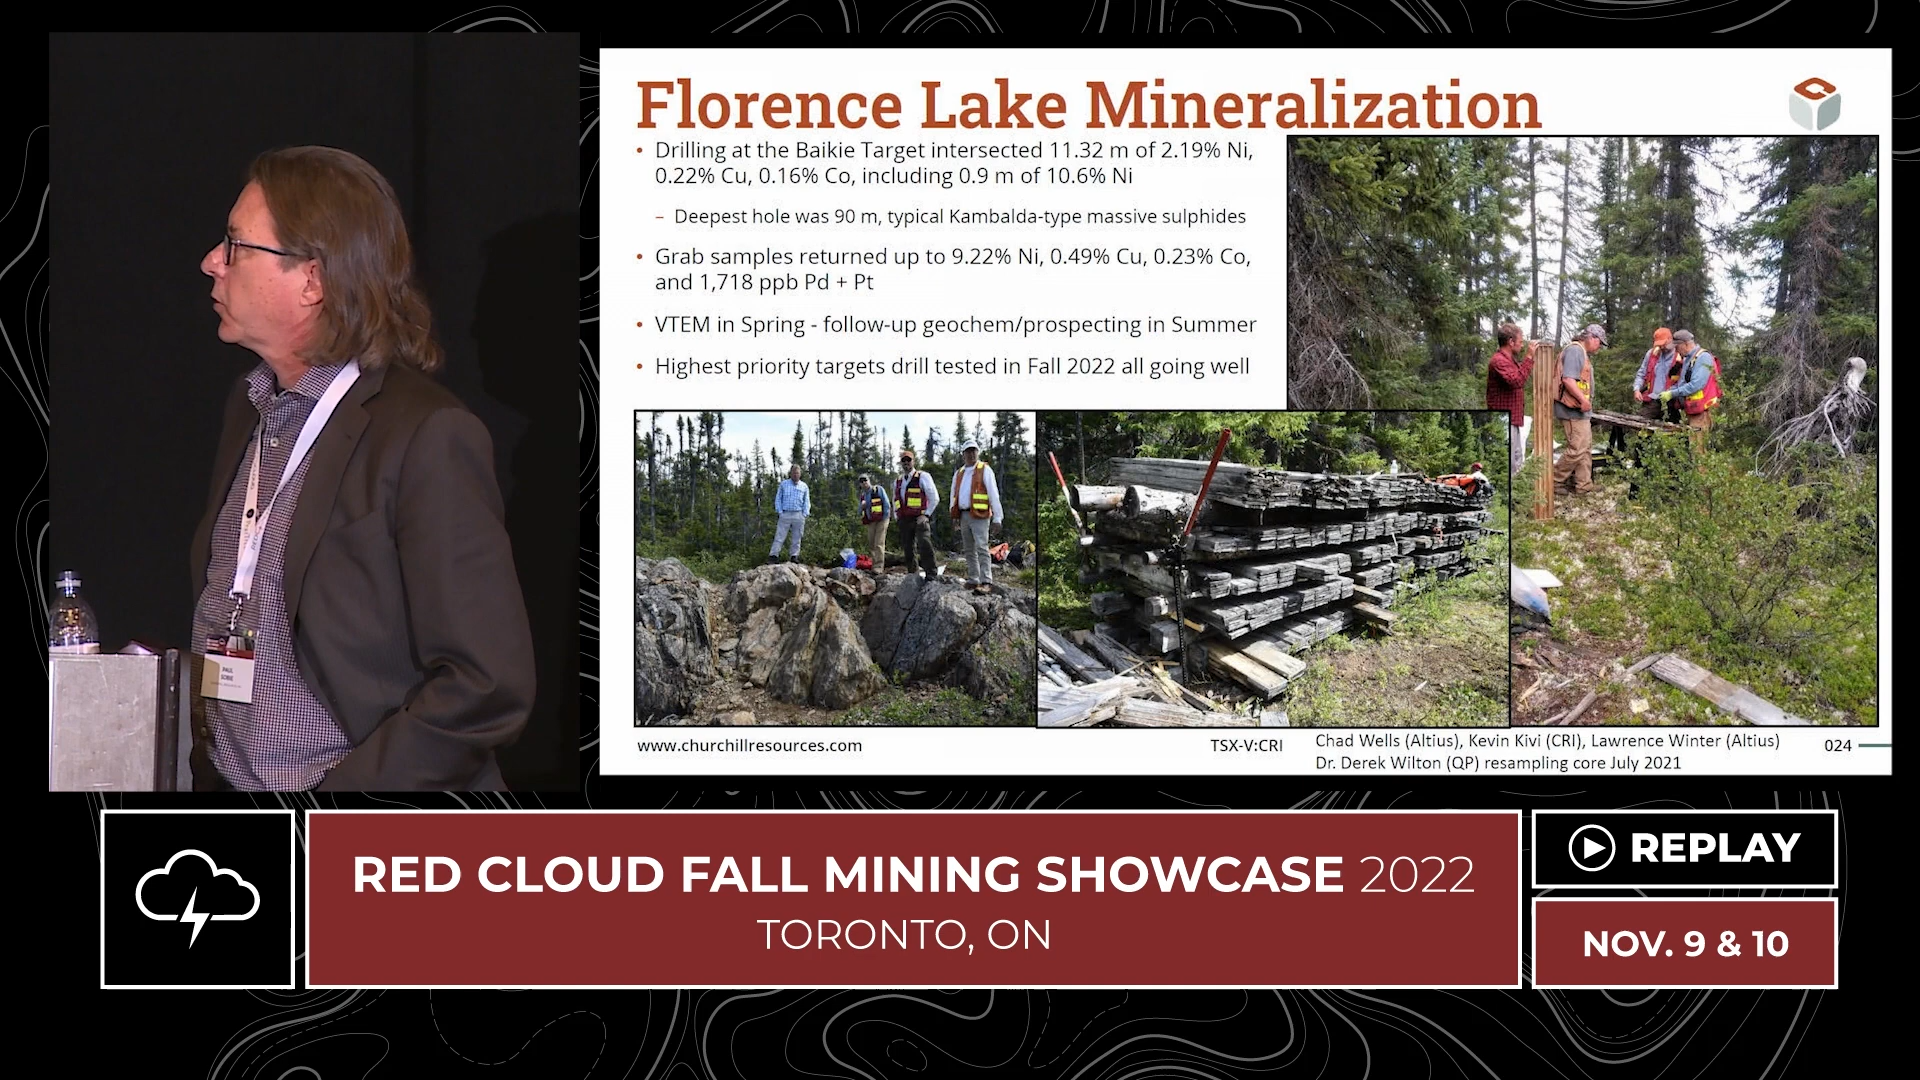 Florence Lake Mineralization
• Drilling at the Baikie Target intersected 11.32 m of 2.19% Ni,
0.22% Cu, 0.16% Co, including 0.9 m of 10.6% Ni
– Deepest hole was 90 m, typical Kambalda-type massive sulphides
• Grab samples returned up to 9.22% Ni, 0.49% Cu, 0.23% Co,
and 1,718 ppb Pd + Pt
• VTEM in Spring - follow-up geochem/prospecting in Summer
• Highest priority targets drill tested in Fall 2022 all going well
www.churchillresources.com
TSX-V:CRI
Chad Wells (Altius), Kevin Kivi (CRI), Lawrence Winter (Altius)
Dr. Derek Wilton (QP) resampling core July 2021
024
PAUL
SOBIE
RED CLOUD FALL MINING SHOWCASE 2022
TORONTO, ON
REPLAY
NOV. 9 & 10